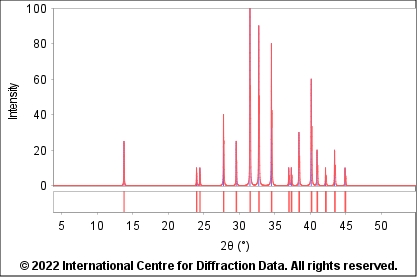 100
80
60
40
20
0
Intensity
5 10 15 20 25 30 35 40 45 50
2θ (°)
© 2022 International Centre for Diffraction Data. All rights reserved.